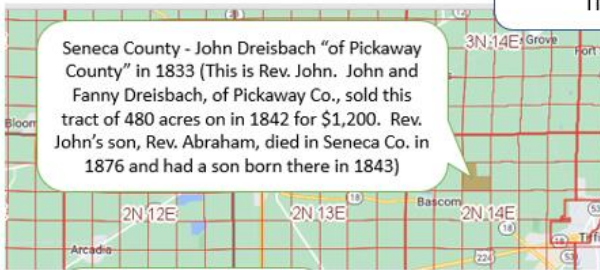 3N 14E
Grove
Seneca County - John Dreisbach “of Pickaway
County” in 1833 (This is Rev. John.  John and
Fanny Dreisbach, of Pickaway Co., sold this
tract of 480 acres on in 1842 for $1,200.  Rev.
John’s son, Rev. Abraham, died in Seneca Co. in
1876 and had a son born there in 1843)
Bloom
18
Bascom
2N 12E
2N 13E
2N 14E
18
18
53
Arcadia
224